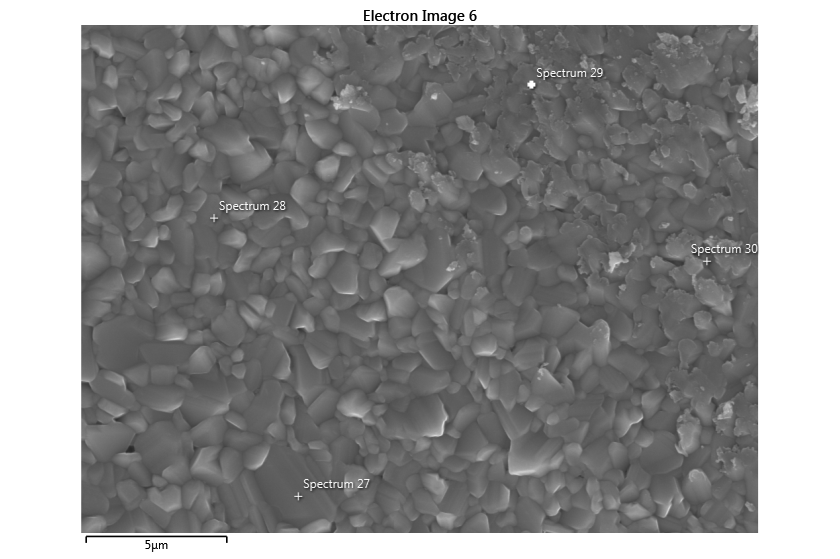 Electron Image 6
Spectrum 29
Spectrum 28
Spectrum 30
Spectrum 27
5µm